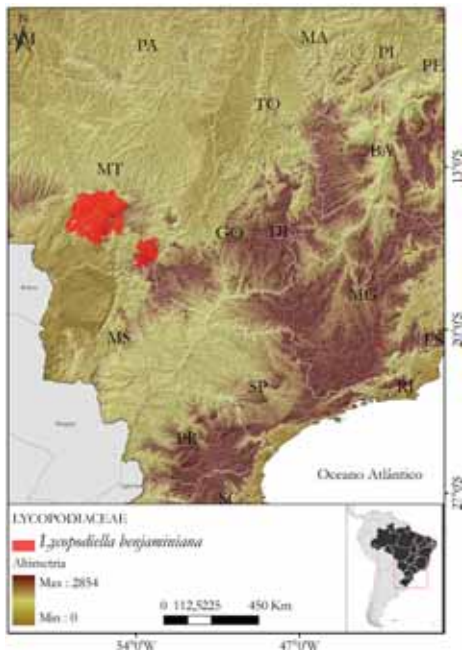 N
AM PA MA PI PE
TO
BA
MT
13°0'S
GO DF
MG
MS
20°0'S
ES
SP RJ
PR
Oceano Atlântico
SC
27°0'S
LYCOPODIACEAE
Lycopodiella benjaminiana
Altimetria
Max : 2854
Min : 0
0 112,5225 450 Km
54°0'W 47°0'W